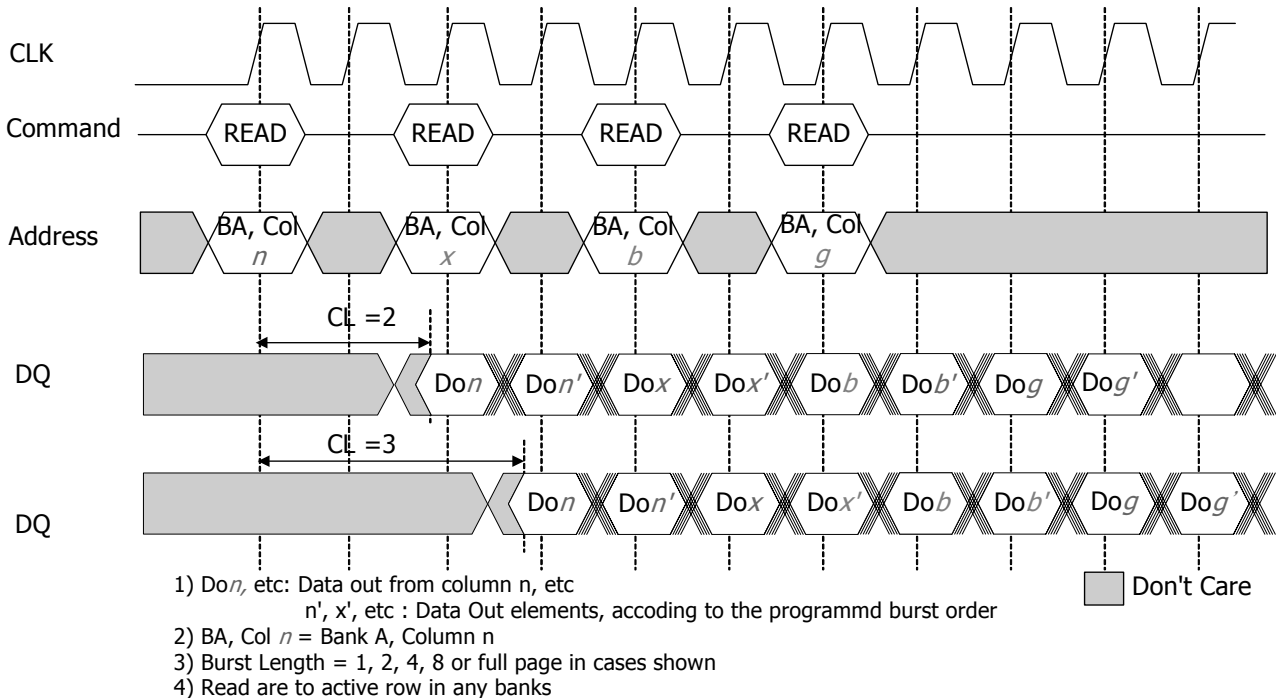 CLK
Command READ READ READ READ
Address BA, Col n BA, Col x BA, Col b BA, Col g
CL =2
DQ Don Don' Dox Dox' Dob Dob' Dog Dog'
CL =3
DQ Don Don' Dox Dox' Dob Dob' Dog Dog'
1) Don, etc: Data out from column n, etc
n', x', etc : Data Out elements, accoding to the programmd burst order
Don't Care
2) BA, Col n = Bank A, Column n
3) Burst Length = 1, 2, 4, 8 or full page in cases shown
4) Read are to active row in any banks